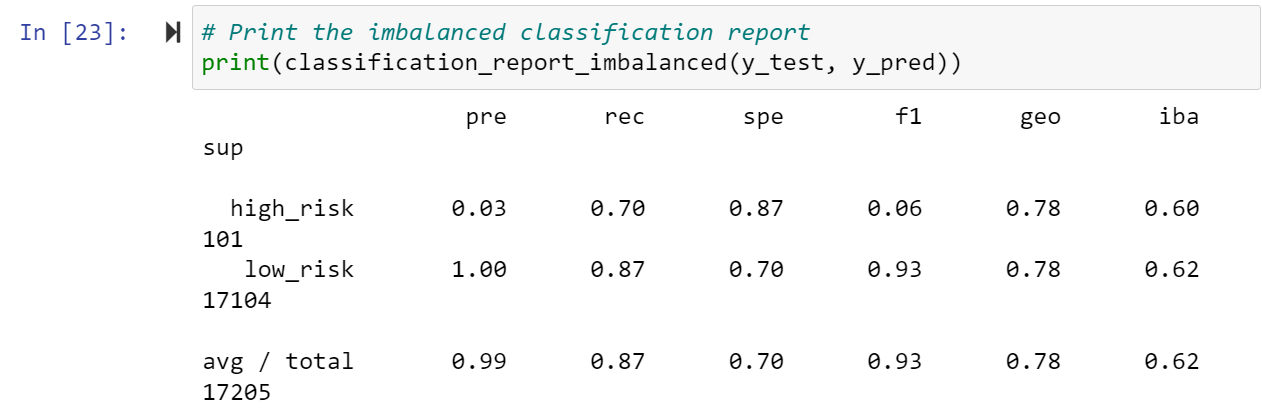 In [23]: # Print the imbalanced classification report
print(classification_report_imbalanced(y_test, y_pred))
pre rec spe f1 geo iba
sup
high_risk 0.03 0.70 0.87 0.06 0.78 0.60
101
low_risk 1.00 0.87 0.70 0.93 0.78 0.62
17104
avg / total 0.99 0.87 0.70 0.93 0.78 0.62
17205